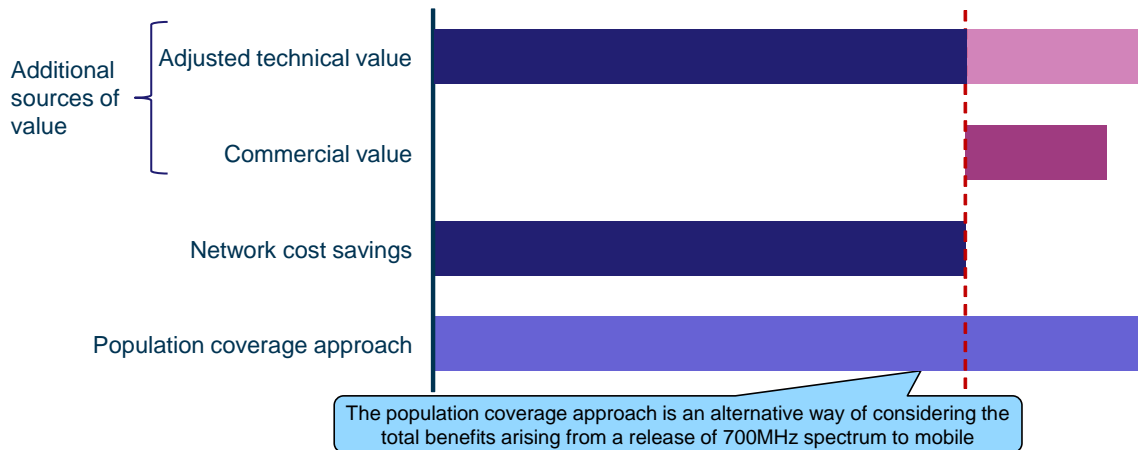 Additional
sources of
value
Adjusted technical value
Commercial value
Network cost savings
Population coverage approach
The population coverage approach is an alternative way of considering the
total benefits arising from a release of 700MHz spectrum to mobile